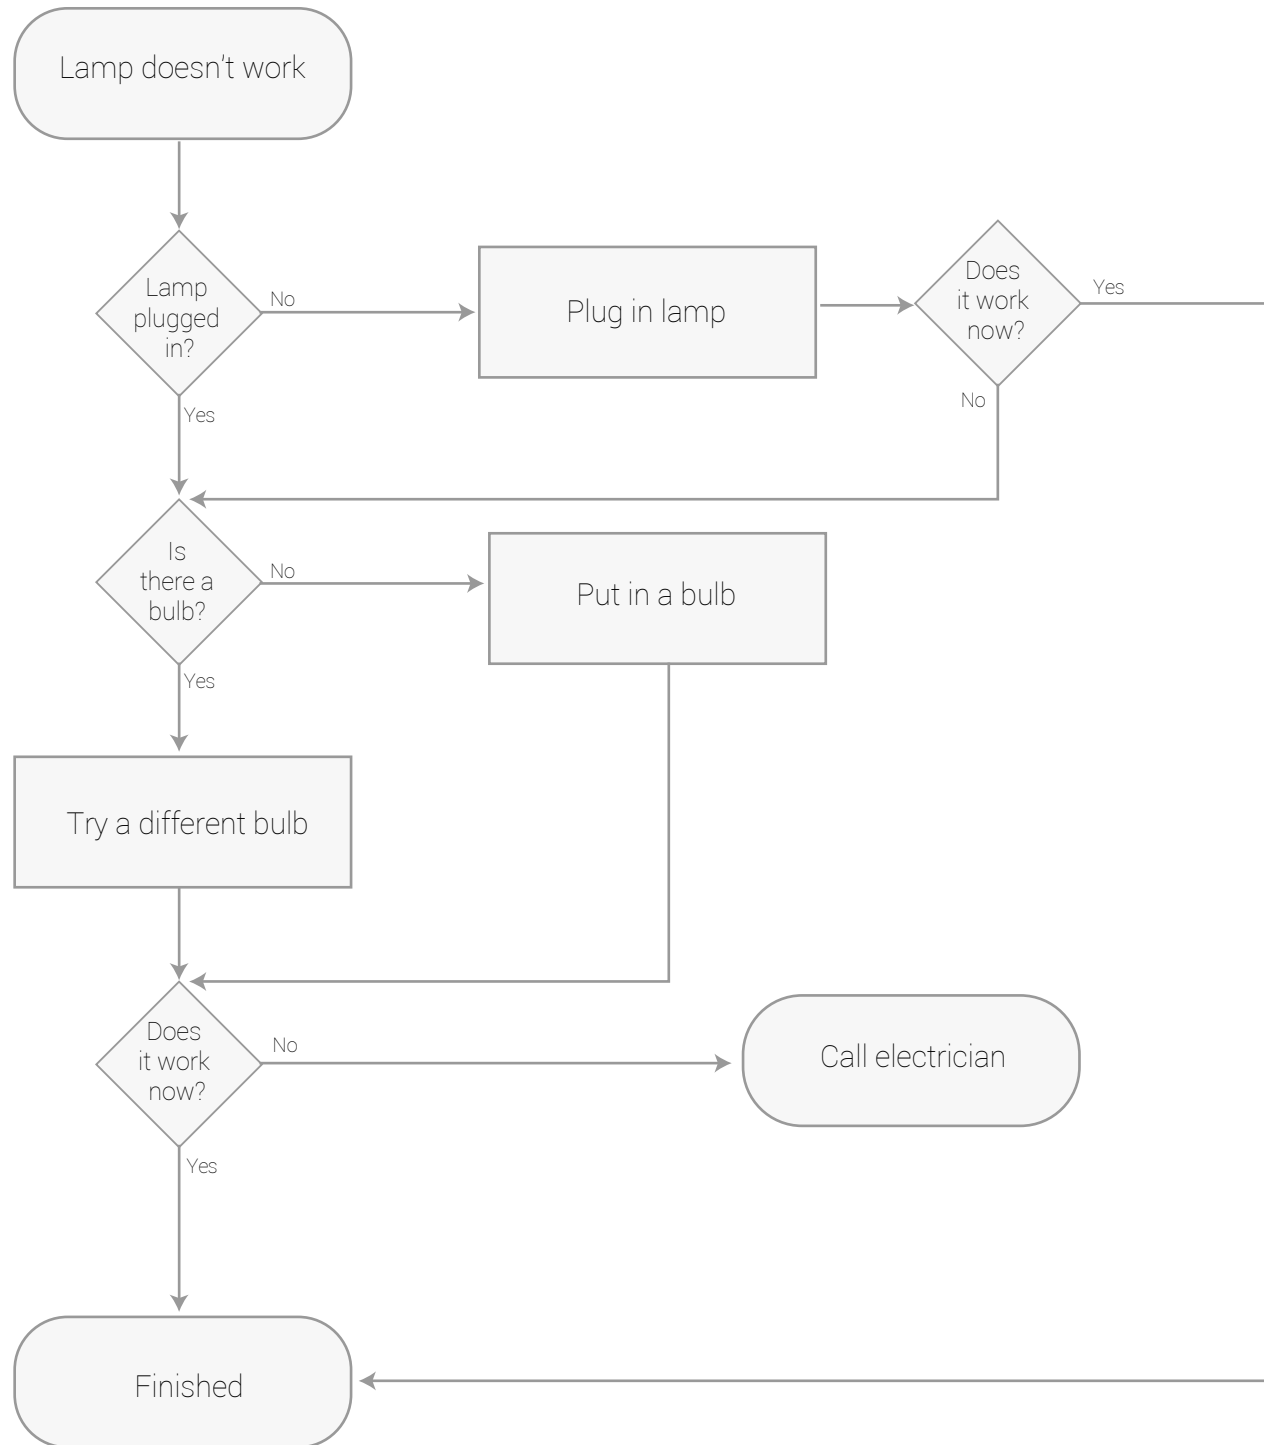 Lamp doesn't work
Lamp
plugged
in?
No
Plug in lamp
Does
it work
now?
Yes
No
Yes
Is
there a
bulb?
No
Put in a bulb
Yes
Try a different bulb
Does
it work
now?
No
Call electrician
Yes
Finished